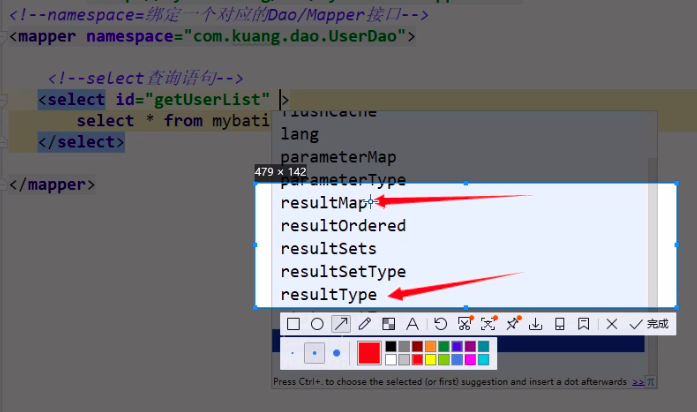 <!--namespace=绑定一个对应的Dao/Mapper接口-->
<mapper namespace="com.kuang.dao.UserDao">
<!--select查询语句-->
<select id="getUserList" >
select * from mybati
</select>
</mapper>
flushCache
lang
parameterMap
479 × 142
parameterType
resultMap
resultOrdered
resultSets
resultSetType
resultType
完成
Press Ctrl+. to choose the selected (or first) suggestion and insert a dot afterwards >> π